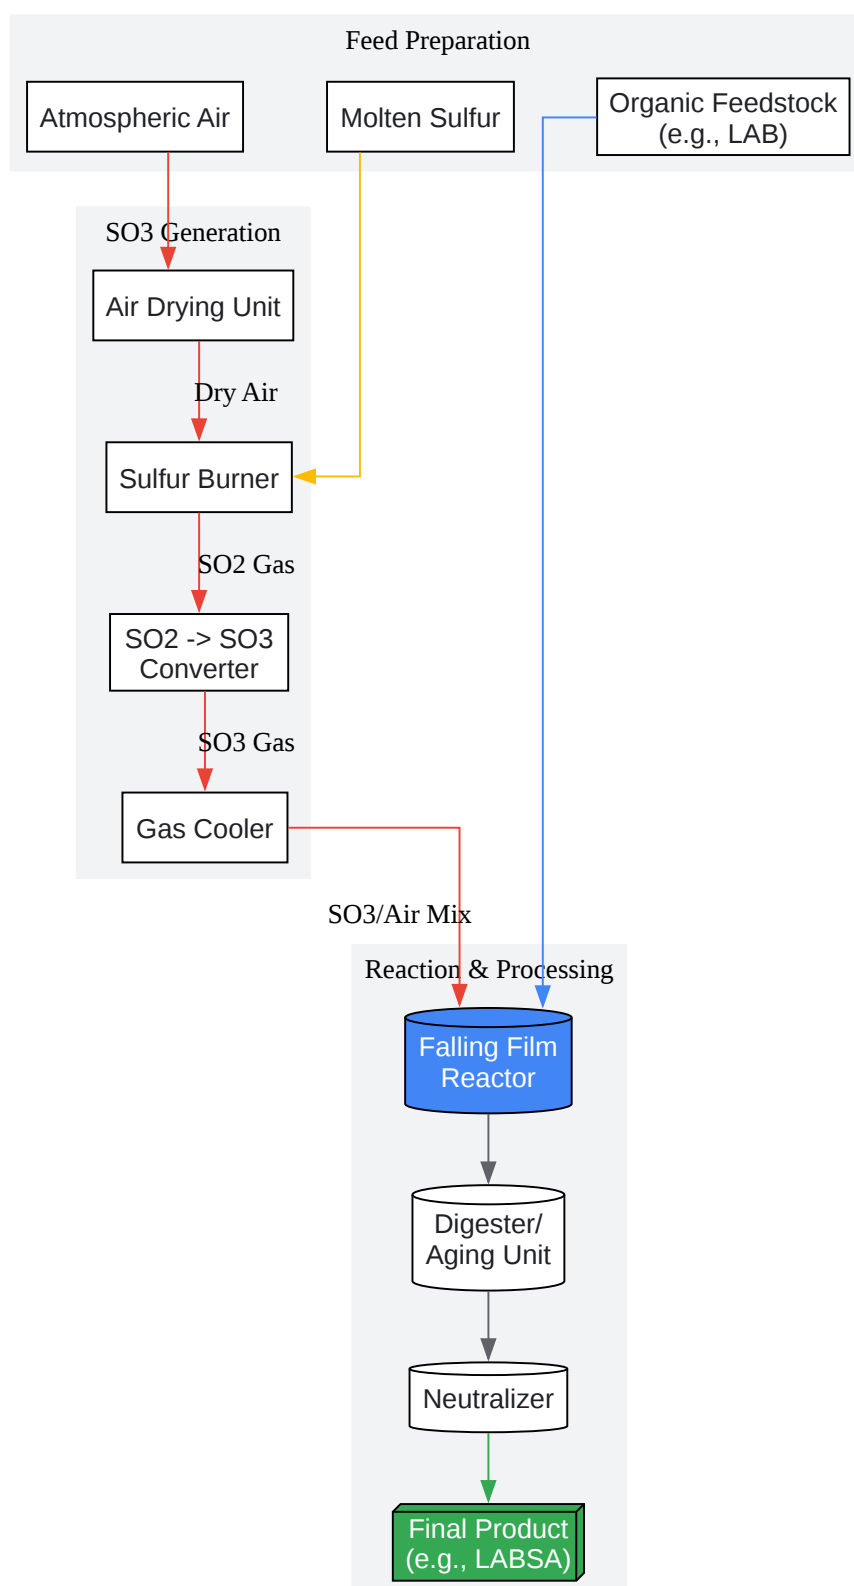 Feed Preparation
Atmospheric Air
Molten Sulfur
Organic Feedstock
(e.g., LAB)
SO3 Generation
Air Drying Unit
Dry Air
Sulfur Burner
SO2 Gas
SO2 -> SO3
Converter
SO3 Gas
Gas Cooler
SO3/Air Mix
Reaction & Processing
Falling Film
Reactor
Digester/
Aging Unit
Neutralizer
Final Product
(e.g., LABSA)